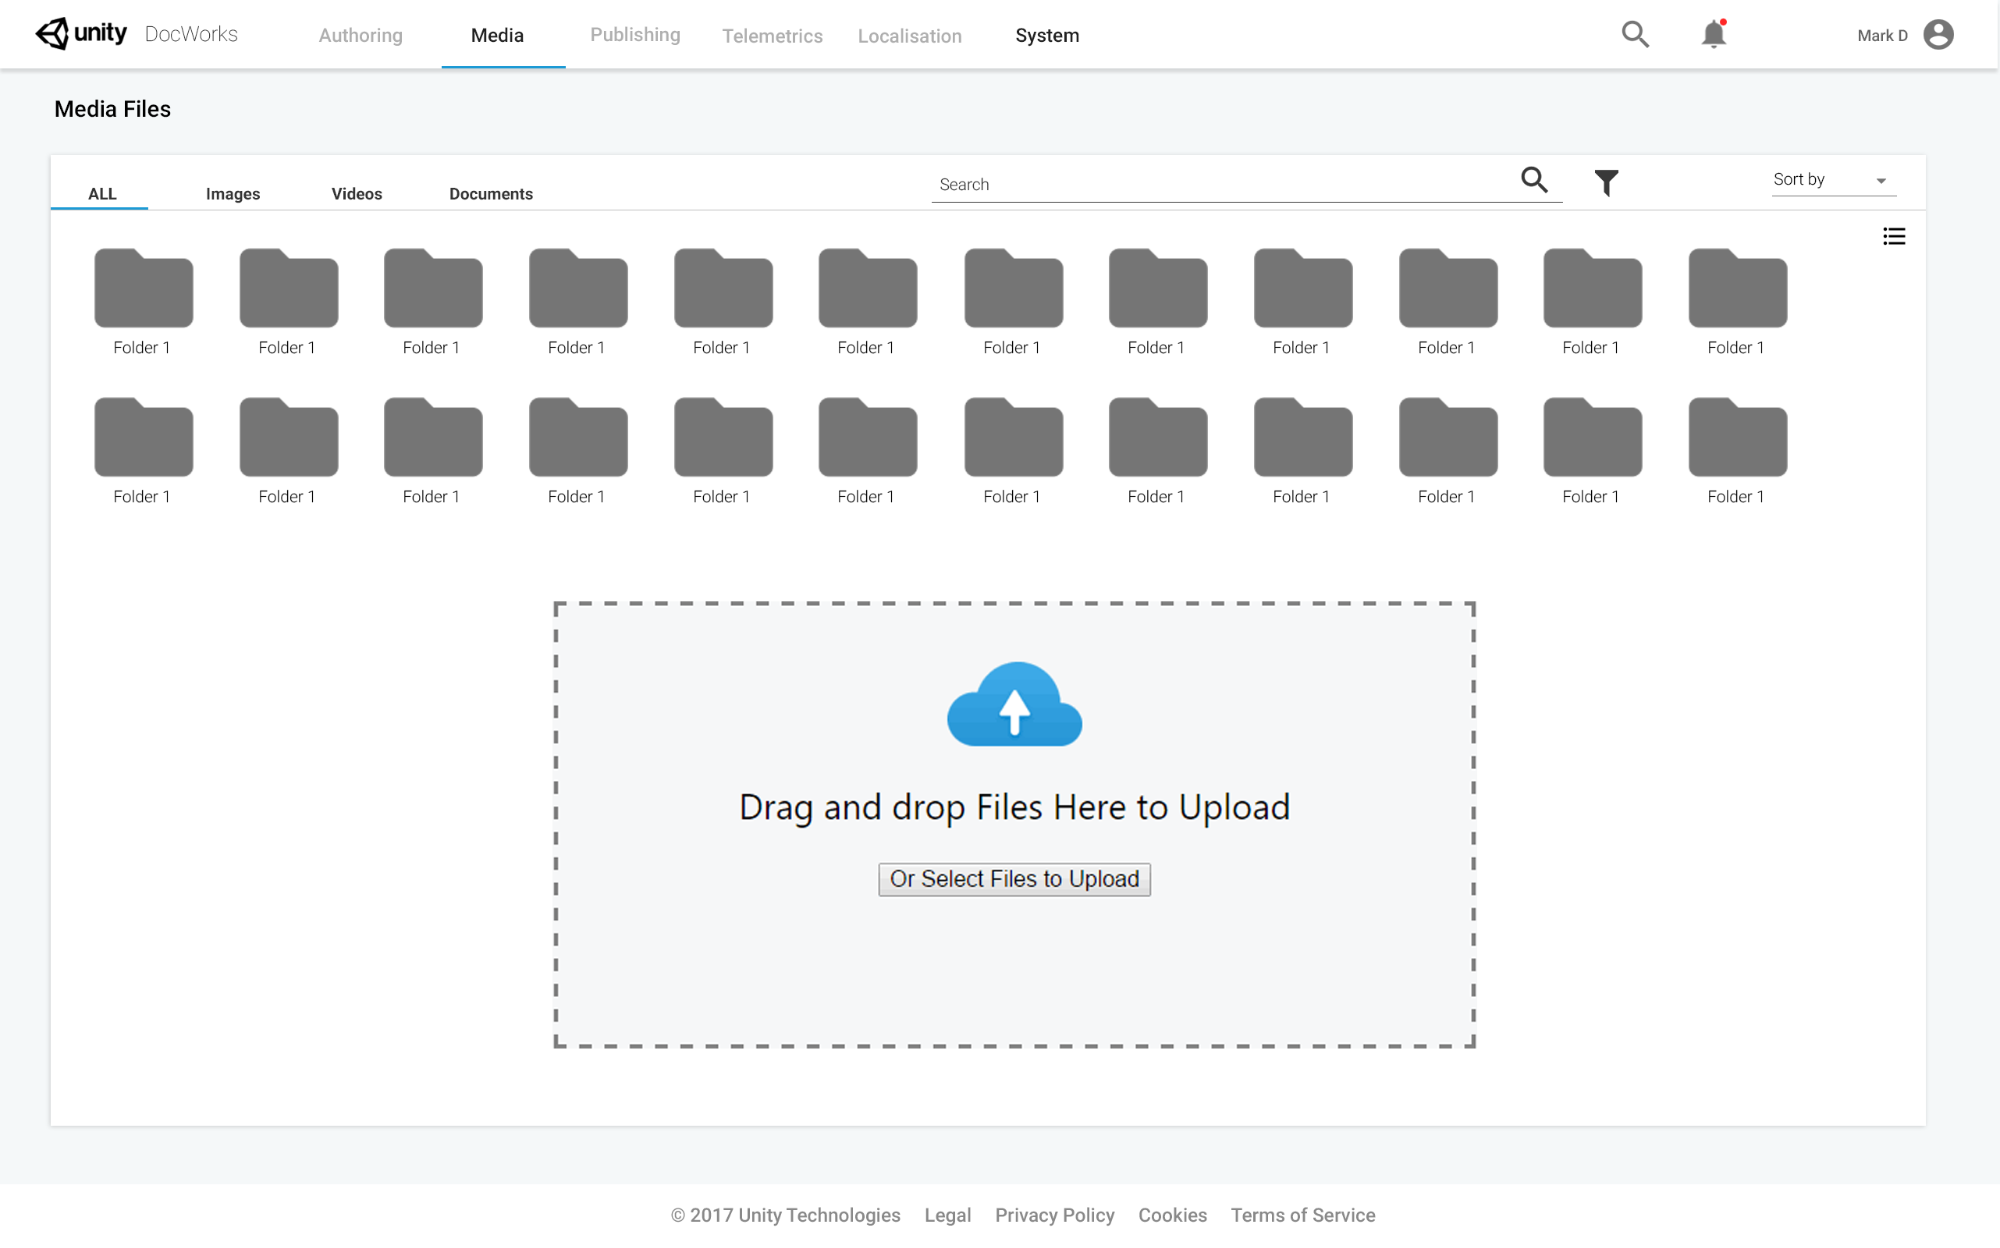 unity DocWorks Authoring Media Publishing Telemetrics Localisation System Mark D
Media Files
ALL Images Videos Documents Search Sort by
Folder 1 Folder 1 Folder 1 Folder 1 Folder 1 Folder 1 Folder 1 Folder 1 Folder 1 Folder 1 Folder 1 Folder 1
Folder 1 Folder 1 Folder 1 Folder 1 Folder 1 Folder 1 Folder 1 Folder 1 Folder 1 Folder 1 Folder 1 Folder 1
Drag and drop Files Here to Upload
Or Select Files to Upload
© 2017 Unity Technologies Legal Privacy Policy Cookies Terms of Service